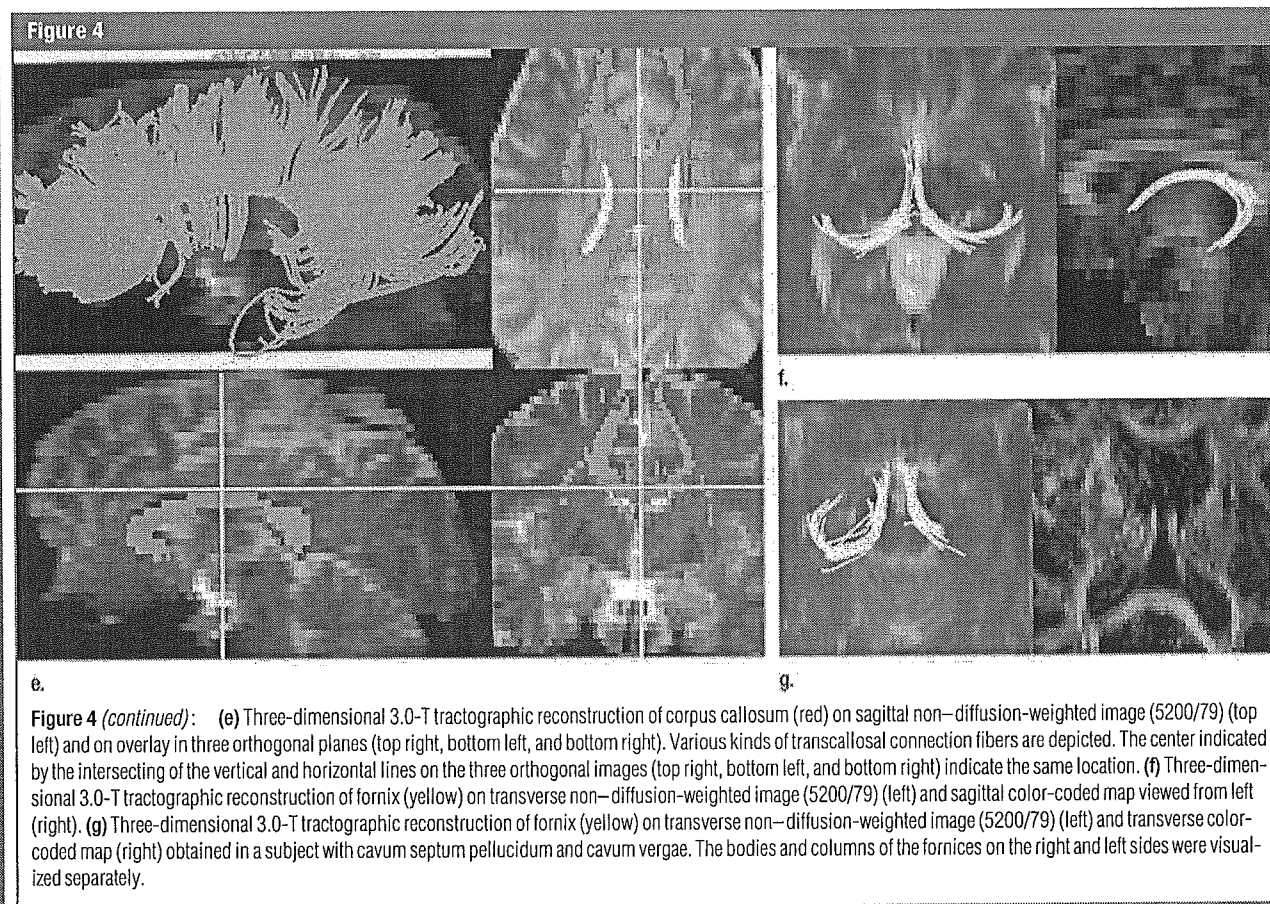 Figure 4
f.
e.
g.
Figure 4 (continued): (e) Three-dimensional 3.0-T tractographic reconstruction of corpus callosum (red) on sagittal non–diffusion-weighted image (5200/79) (top
left) and on overlay in three orthogonal planes (top right, bottom left, and bottom right). Various kinds of transcallosal connection fibers are depicted. The center indicated
by the intersecting of the vertical and horizontal lines on the three orthogonal images (top right, bottom left, and bottom right) indicate the same location. (f) Three-dimen-
sional 3.0-T tractographic reconstruction of fornix (yellow) on transverse non–diffusion-weighted image (5200/79) (left) and sagittal color-coded map viewed from left
(right). (g) Three-dimensional 3.0-T tractographic reconstruction of fornix (yellow) on transverse non–diffusion-weighted image (5200/79) (left) and transverse color-
coded map (right) obtained in a subject with cavum septum pellucidum and cavum vergae. The bodies and columns of the fornices on the right and left sides were visual-
ized separately.